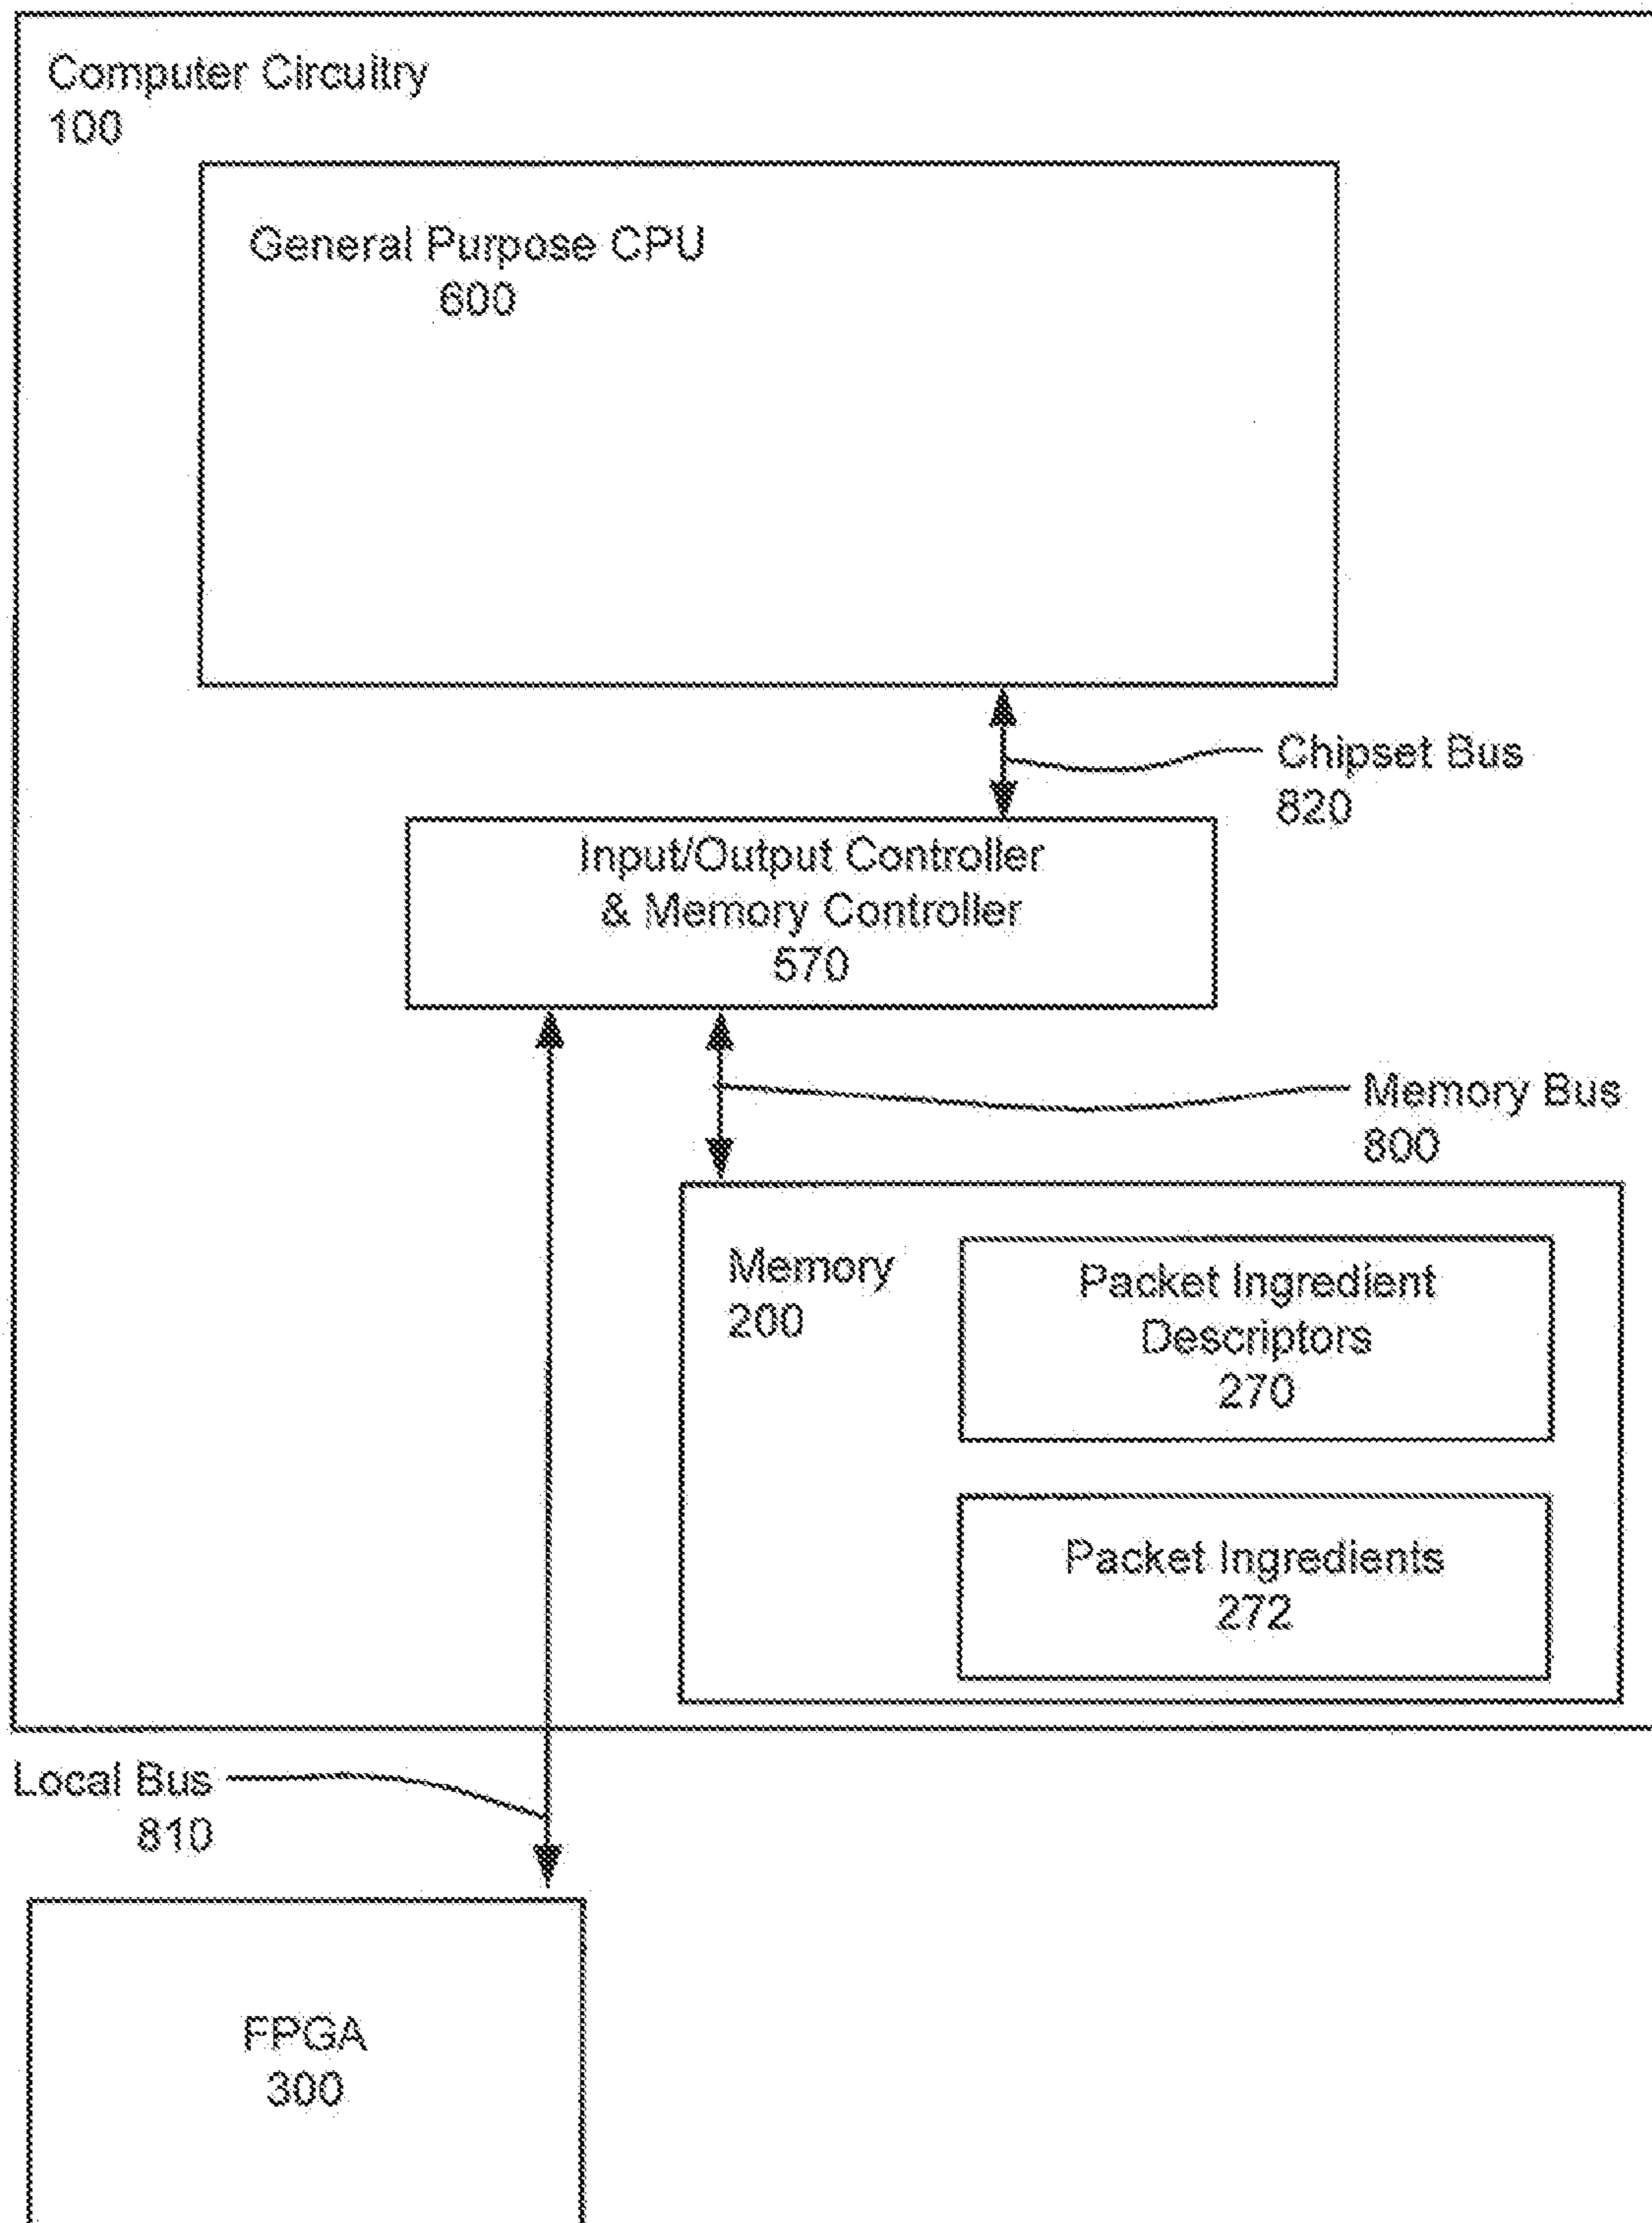 Computer Circuitry
100
General Purpose CPU
600
Chipset Bus
820
Input/Output Controller
& Memory Controller
570
Memory Bus
800
Memory
200
Packet Ingredient
Descriptors
270
Packet Ingredients
272
Local Bus
810
FPGA
300